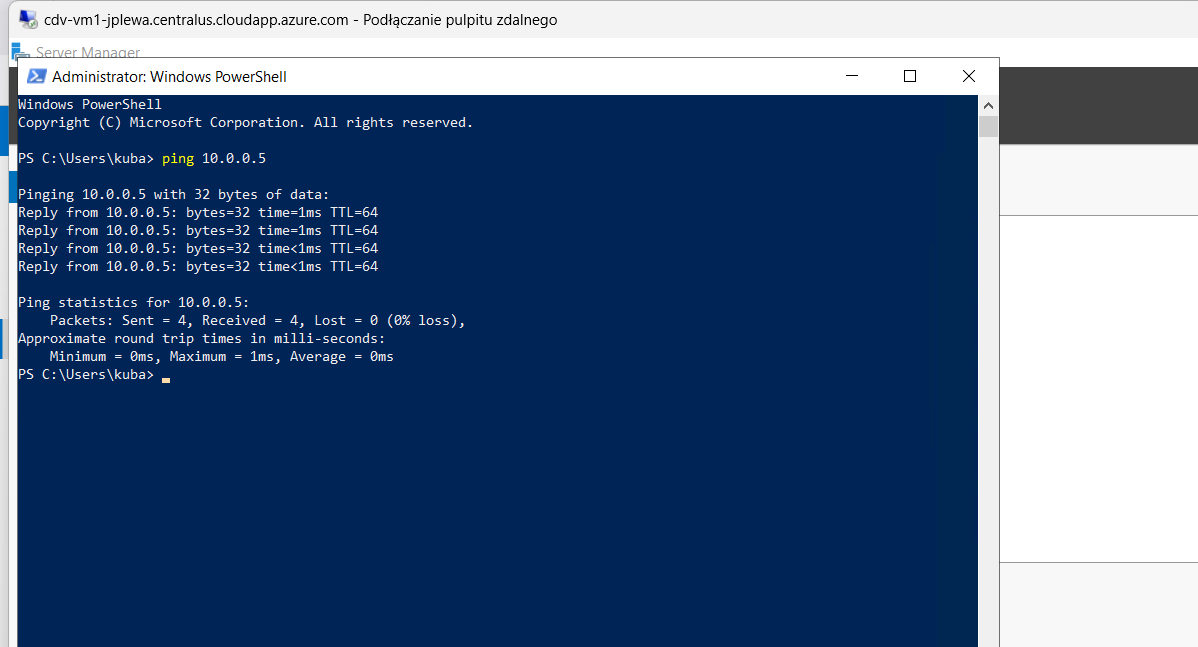 cdv-vm1-jplewa.centralus.cloudapp.azure.com - Podłączanie pulpitu zdalnego
Server Manager
Administrator: Windows PowerShell
Windows PowerShell
Copyright (C) Microsoft Corporation. All rights reserved.
PS C:\Users\kuba> ping 10.0.0.5
Pinging 10.0.0.5 with 32 bytes of data:
Reply from 10.0.0.5: bytes=32 time=1ms TTL=64
Reply from 10.0.0.5: bytes=32 time=1ms TTL=64
Reply from 10.0.0.5: bytes=32 time<1ms TTL=64
Reply from 10.0.0.5: bytes=32 time<1ms TTL=64
Ping statistics for 10.0.0.5:
Packets: Sent = 4, Received = 4, Lost = 0 (0% loss),
Approximate round trip times in milli-seconds:
Minimum = 0ms, Maximum = 1ms, Average = 0ms
PS C:\Users\kuba>